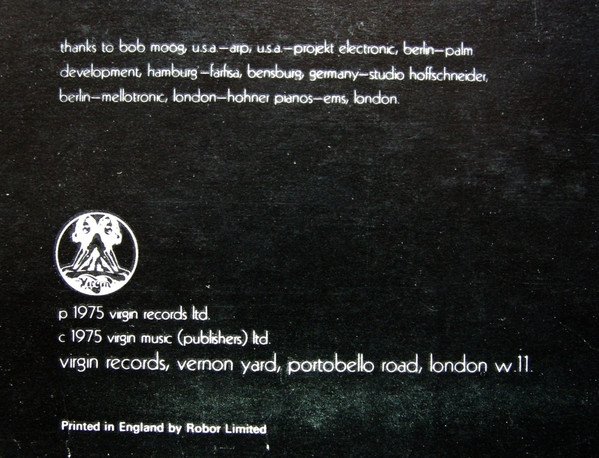 thanks to bob moog, u.s.a.—arp, u.s.a.—projekt electronic, berlin—palm
development, hamburg—farfisa, bensburg, germany—studio hoffschneider,
berlin—mellotronic, london—hohner pianos—ems, london.
Virgin
p 1975 virgin records ltd.
c 1975 virgin music (publishers) ltd.
virgin records, vernon yard, portobello road, london w.11.
Printed in England by Robor Limited